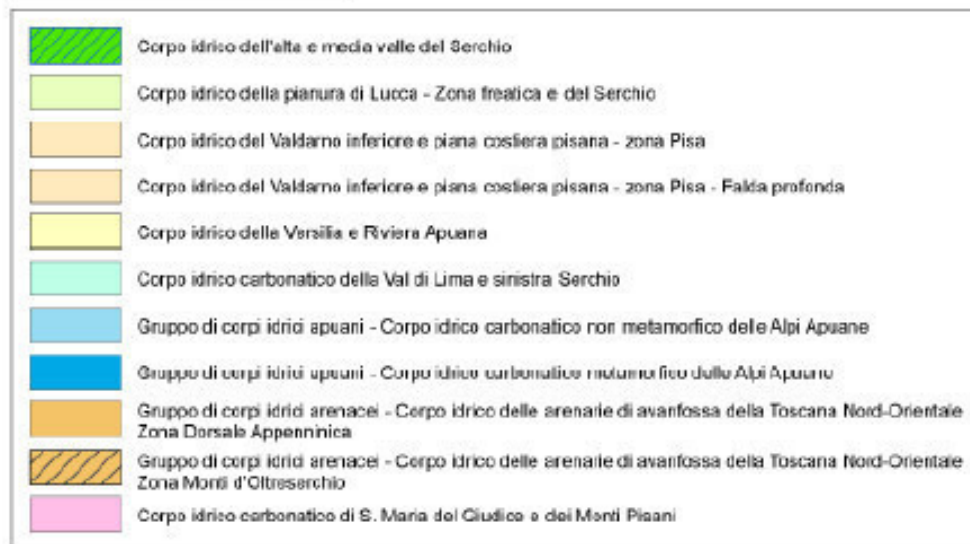 Corpo idrico dell'alta e media valle del Serchio
Corpo idrico della pianura di Lucca - Zona freatica e del Serchio
Corpo idrico del Valdarno inferiore e piana costiera pisana - zona Pisa
Corpo idrico del Valdarno inferiore e piana costiera pisana - zona Pisa - Falda profonda
Corpo idrico della Versilia e Riviera Apuana
Corpo idrico carbonatico della Val di Lima e sinistra Serchio
Gruppo di corpi idrici apuani - Corpo idrico carbonatico non metamorfico delle Alpi Apuane
Gruppo di corpi idrici apuani - Corpo idrico carbonatico metamorfico delle Alpi Apuane
Gruppo di corpi idrici arenacei - Corpo idrico delle arenarie di avanfossa della Toscana Nord-Orientale
Zona Dorsale Appenninica
Gruppo di corpi idrici arenacei - Corpo idrico delle arenarie di avanfossa della Toscana Nord-Orientale
Zona Monti d'Oltreserchio
Corpo idrico carbonatico di S. Maria del Giudice e dei Monti Pisani